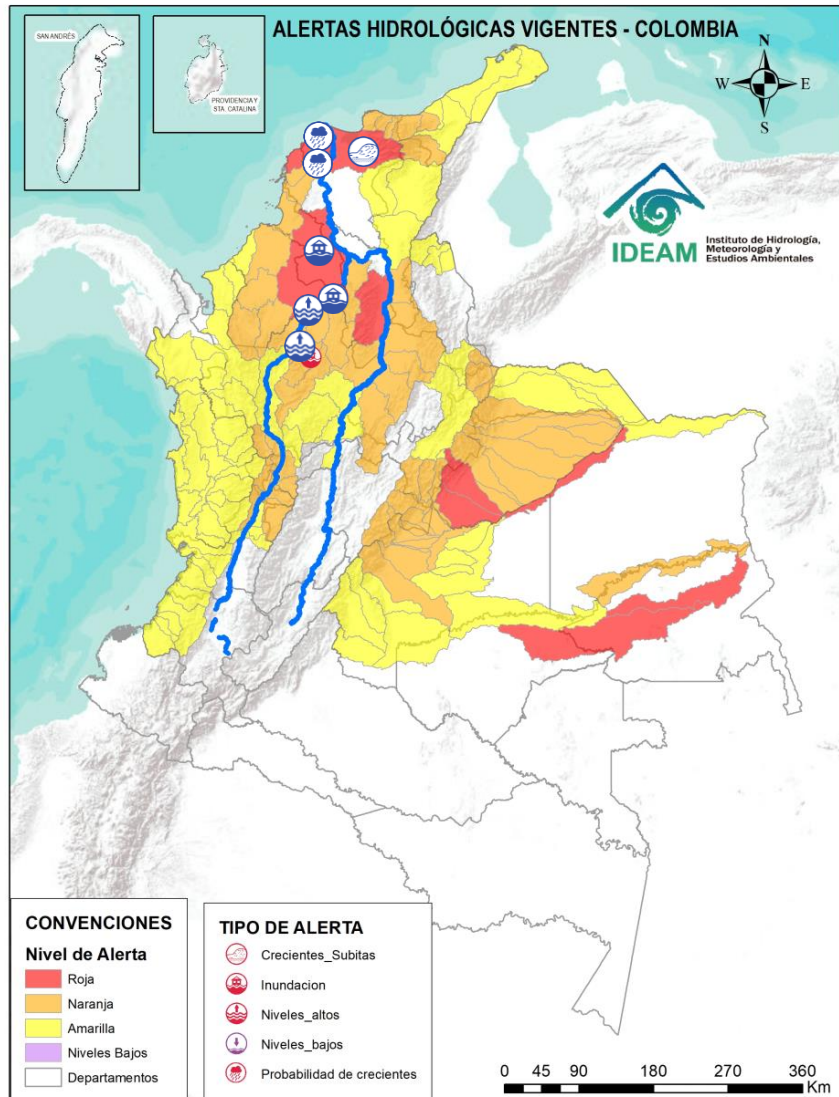 ALERTAS HIDROLÓGICAS VIGENTES - COLOMBIA
SAN ANDRÉS
PROVIDENCIA Y
STA. CATALINA
N
W
E
S
IDEAM
Instituto de Hidrología,
Meteorología y
Estudios Ambientales
CONVENCIONES
Nivel de Alerta
Roja
Naranja
Amarilla
Niveles Bajos
Departamentos
TIPO DE ALERTA
Crecientes_Subitas
Inundacion
Niveles_altos
Niveles_bajos
Probabilidad de crecientes
0 45 90 180 270 360
Km